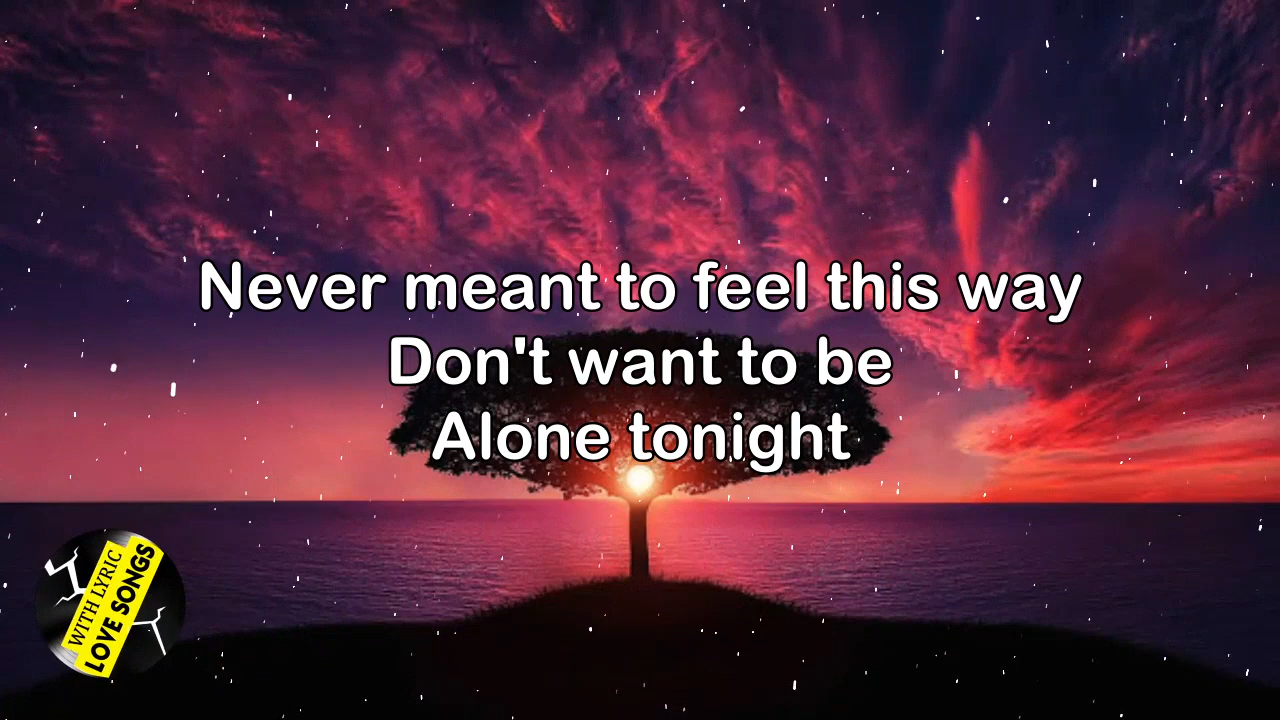 Never meant to feel this way
Don't want to be
Alone tonight
WITH LYRIC
LOVE SONGS